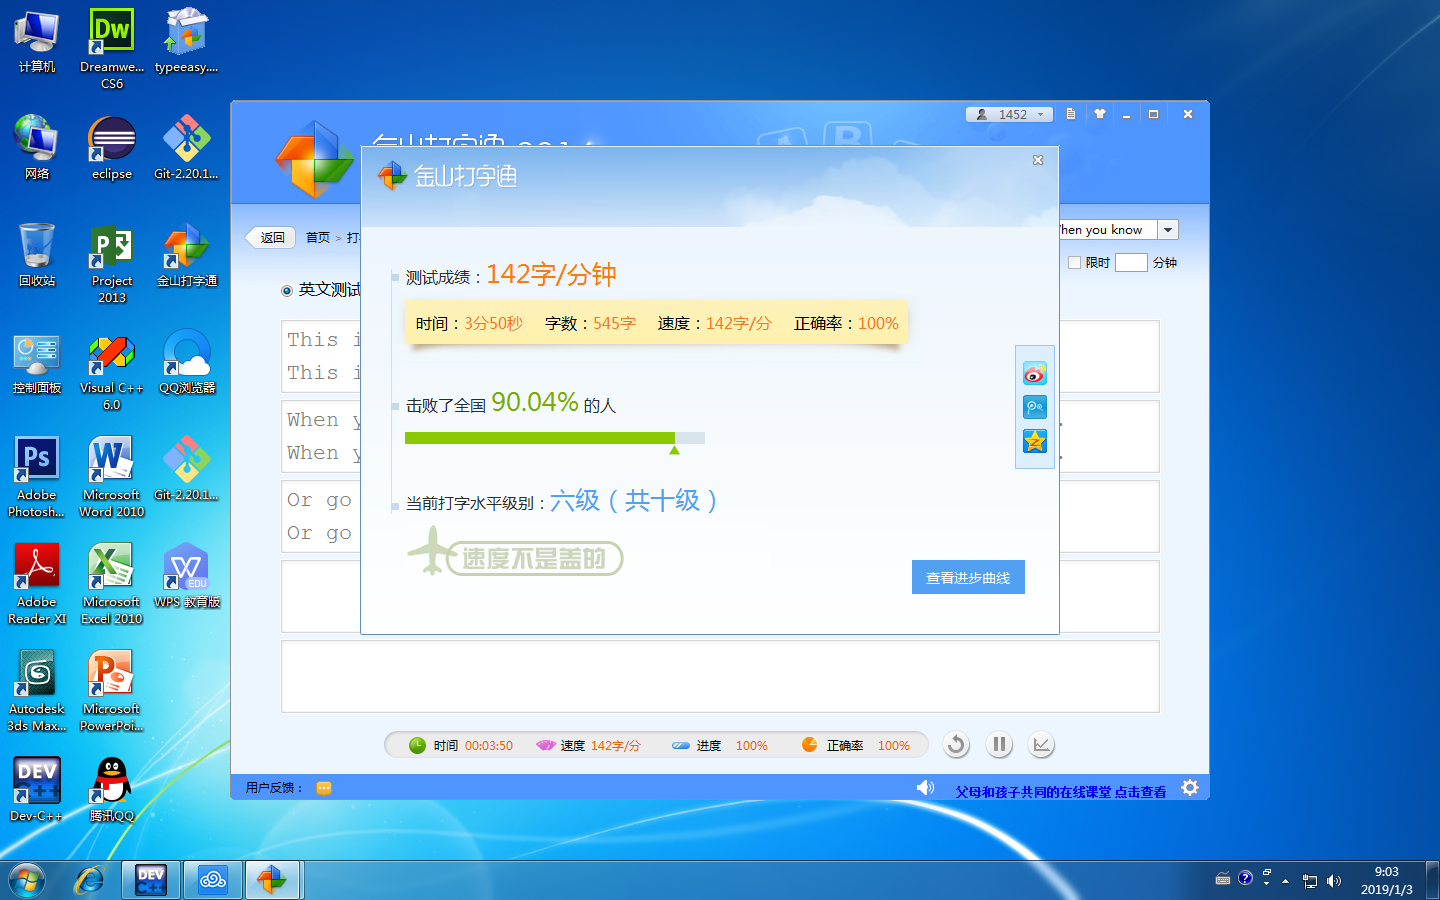 计算机
Dreamwe...
CS6
typeeasy....
网络
eclipse
Git-2.20.1...
回收站
Project
2013
金山打字通
控制面板
Visual C++
6.0
QQ浏览器
Adobe
Photosh...
Microsoft
Word 2010
Git-2.20.1...
Adobe
Reader XI
Microsoft
Excel 2010
WPS 教育版
Autodesk
3ds Max...
Microsoft
PowerPoi...
Dev-C++
腾讯QQ
1452
金山打字通
返回
首页 > 打
hen you know
限时 分钟
英文测试
This i
This i
When y
When y
Or go
Or go
测试成绩：142字/分钟
时间：3分50秒 字数：545字 速度：142字/分 正确率：100%
击败了全国 90.04% 的人
当前打字水平级别：六级（共十级）
速度不是盖的
查看进步曲线
时间 00:03:50 速度 142字/分 进度 100% 正确率 100%
用户反馈：
父母和孩子共同的在线课堂 点击查看
9:03
2019/1/3